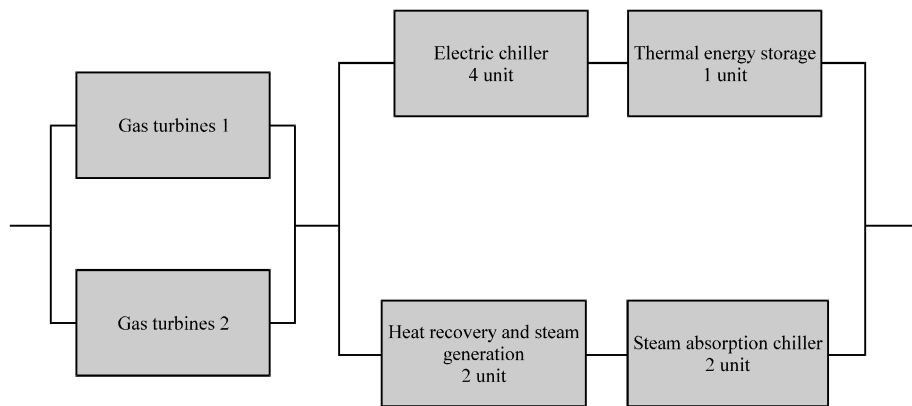 Electric chiller
4 unit
Thermal energy storage
1 unit
Gas turbines 1
Gas turbines 2
Heat recovery and steam
generation
2 unit
Steam absorption chiller
2 unit